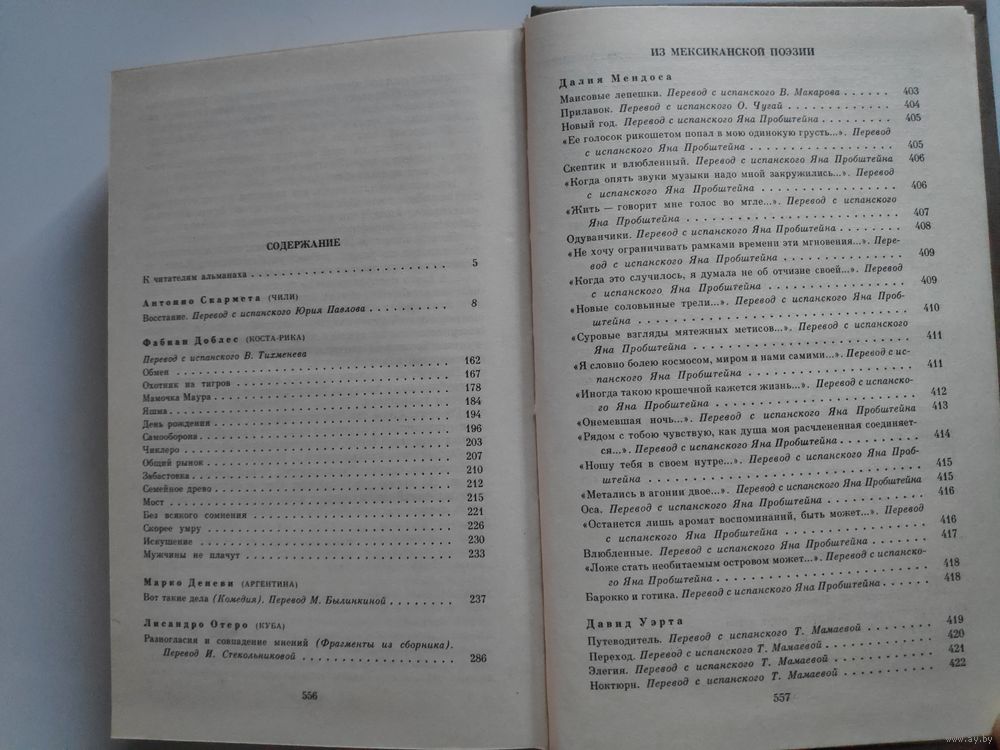 СОДЕРЖАНИЕ
К читателям альманаха . . . . . . . . . . . . . . . . . . . . 5
Антонио Скармета (ЧИЛИ)
Восстание. Перевод с испанского Юрия Павлова . . . . . . . . . 8
Фабиан Доблес (КОСТА-РИКА)
Перевод с испанского В. Тихменева
Обмен . . . . . . . . . . . . . . . . . . . . 162
Охотник на тигров . . . . . . . . . . . . . . . . . . . . 167
Мамочка Маура . . . . . . . . . . . . . . . . . . . . 178
Яшма . . . . . . . . . . . . . . . . . . . . 184
День рождения . . . . . . . . . . . . . . . . . . . . 194
Самооборона . . . . . . . . . . . . . . . . . . . . 196
Чиклеро . . . . . . . . . . . . . . . . . . . . 203
Общий рынок . . . . . . . . . . . . . . . . . . . . 207
Забастовка . . . . . . . . . . . . . . . . . . . . 210
Семейное древо . . . . . . . . . . . . . . . . . . . . 212
Мост . . . . . . . . . . . . . . . . . . . . 215
Без всякого сомнения . . . . . . . . . . . . . . . . . . . . 221
Скорее умру . . . . . . . . . . . . . . . . . . . . 226
Искушение . . . . . . . . . . . . . . . . . . . . 230
Мужчины не плачут . . . . . . . . . . . . . . . . . . . . 233
Марко Деневи (АРГЕНТИНА)
Вот такие дела (Комедия). Перевод М. Былинкиной . . . . . . . . 237
Лисандро Отеро (КУБА)
Разногласия и совпадение мнений (Фрагменты из сборника).
Перевод И. Стекольниковой . . . . . . . . . . . . . . . . 286
556
ИЗ МЕКСИКАНСКОЙ ПОЭЗИИ
Далия Мендоса
Маисовые лепешки. Перевод с испанского В. Макарова . . . . . . 403
Прилавок. Перевод с испанского О. Чугай . . . . . . . . . . 404
Новый год. Перевод с испанского Яна Пробштейна . . . . . . . 405
«Ее голосок рикошетом попал в мою одинокую грусть...». Перевод
с испанского Яна Пробштейна . . . . . . . . . . . . . . . 405
Скептик и влюбленный. Перевод с испанского Яна Пробштейна 406
«Когда опять звуки музыки надо мной закружились...». Перевод
с испанского Яна Пробштейна . . . . . . . . . . . . . . . 406
«Жить — говорит мне голос во мгле...». Перевод с испанского
Яна Пробштейна . . . . . . . . . . . . . . . . . . . . 407
Одуванчики. Перевод с испанского Яна Пробштейна . . . . . . . 408
«Не хочу ограничивать рамками времени эти мгновения...». Пере-
вод с испанского Яна Пробштейна . . . . . . . . . . . . . 409
«Когда это случилось, я думала не об отчизне своей...». Перевод
с испанского Яна Пробштейна . . . . . . . . . . . . . . . 409
«Новые соловьиные трели...». Перевод с испанского Яна Проб-
штейна . . . . . . . . . . . . . . . . . . . . 410
«Суровые взгляды мятежных метисов...». Перевод с испанского
Яна Пробштейна . . . . . . . . . . . . . . . . . . . . 411
«Я словно болею космосом, миром и нами самими...». Перевод с ис-
панского Яна Пробштейна . . . . . . . . . . . . . . . . 411
«Иногда такою крошечной кажется жизнь...». Перевод с испанско-
го Яна Пробштейна . . . . . . . . . . . . . . . . . . . . 412
«Онемевшая ночь...». Перевод с испанского Яна Пробштейна 413
«Рядом с тобою чувствую, как душа моя расчлененная соединяет-
ся...». Перевод с испанского Яна Пробштейна . . . . . . . . 414
«Ношу тебя в своем нутре...». Перевод с испанского Яна Проб-
штейна . . . . . . . . . . . . . . . . . . . . 415
«Метались в агонии двое...». Перевод с испанского Яна Пробштейна 415
Оса. Перевод с испанского Яна Пробштейна . . . . . . . . . . 416
«Останется лишь аромат воспоминаний, быть может...». Перевод
с испанского Яна Пробштейна . . . . . . . . . . . . . . . 416
Влюбленные. Перевод с испанского Яна Пробштейна . . . . . . . 417
«Ложе стать необитаемым островом может...». Перевод с испанско-
го Яна Пробштейна . . . . . . . . . . . . . . . . . . . . 418
Барокко и готика. Перевод с испанского Яна Пробштейна . . . . . 418
Давид Уэрта
Путеводитель. Перевод с испанского Т. Мамаевой . . . . . . . . 419
Переход. Перевод с испанского Т. Мамаевой . . . . . . . . . . 420
Элегия. Перевод с испанского Т. Мамаевой . . . . . . . . . . 421
Ноктюрн. Перевод с испанского Т. Мамаевой . . . . . . . . . . 422
557
www.ay.by